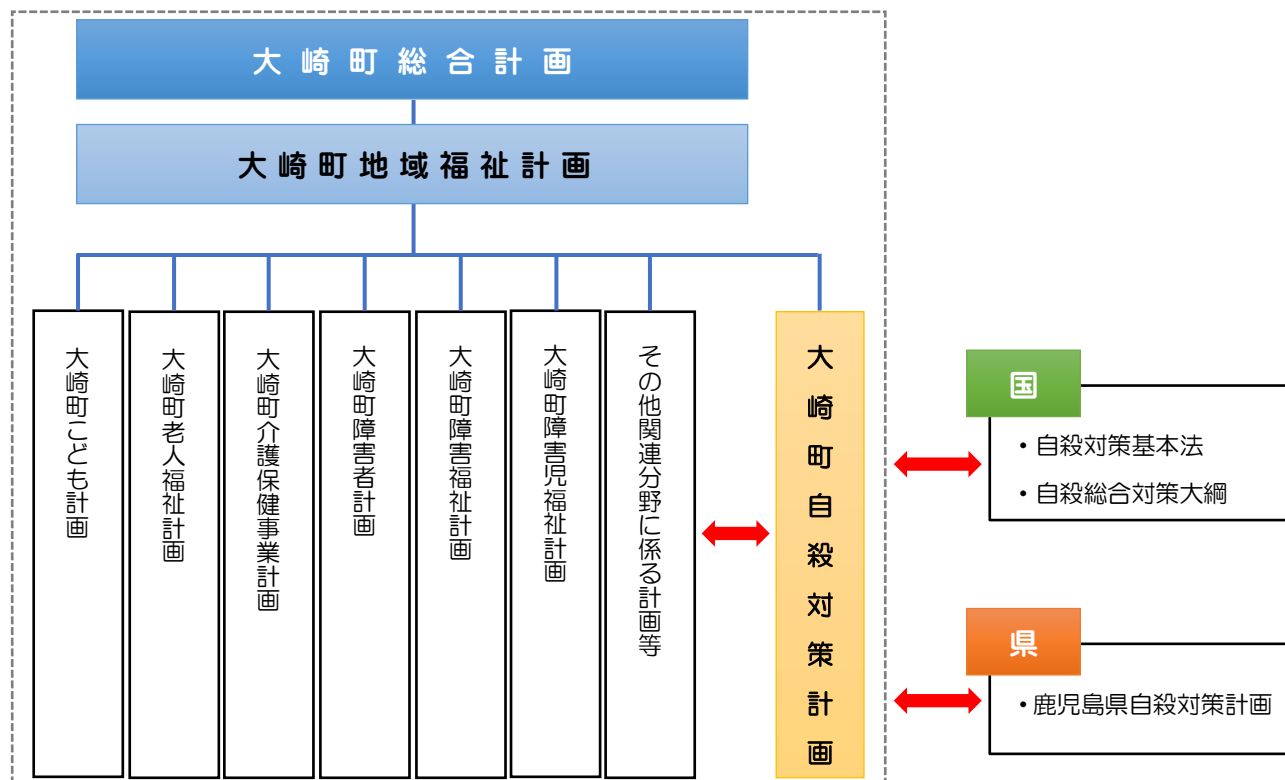 大崎町総合計画
大崎町地域福祉計画
大崎町こども計画
大崎町老人福祉計画
大崎町介護保健事業計画
大崎町障害者計画
大崎町障害福祉計画
大崎町障害児福祉計画
その他関連分野に係る計画等
大崎町自殺対策計画
国
・自殺対策基本法
・自殺総合対策大綱
県
・鹿児島県自殺対策計画